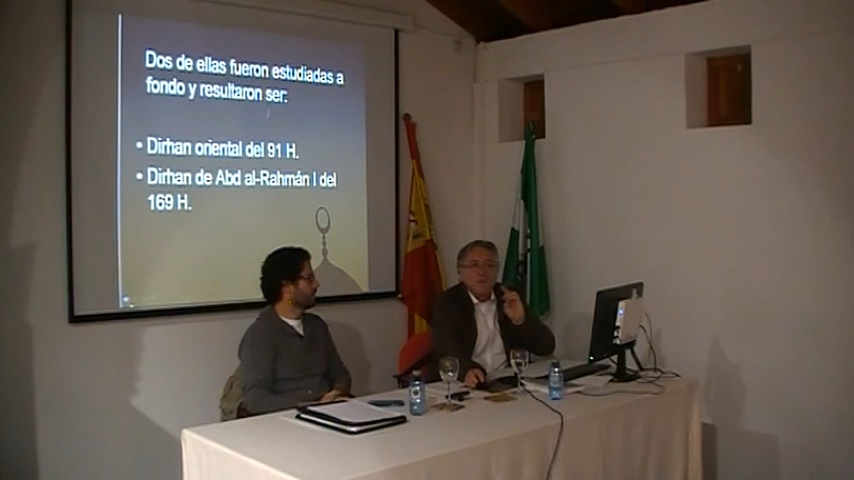 Dos de ellas fueron estudiadas a
fondo y resultaron ser:
• Dirhan oriental del 91 H.
• Dirhan de Abd al-Rahmán I del
169 H.